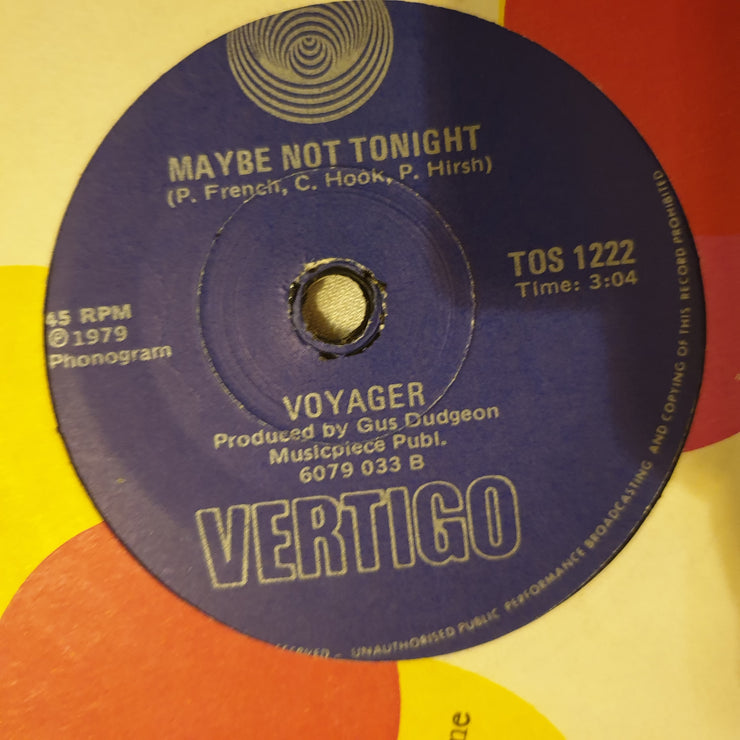 MAYBE NOT TONIGHT
(P. French, C. Hook, P. Hirsh)
TOS 1222
Time: 3:04
45 RPM
℗1979
Phonogram
VOYAGER
Produced by Gus Dudgeon
Musicpiece Publ.
6079 033 B
VERTIGO
UNAUTHORISED PUBLIC PERFORMANCE BROADCASTING AND COPYING OF THIS RECORD PROHIBITED